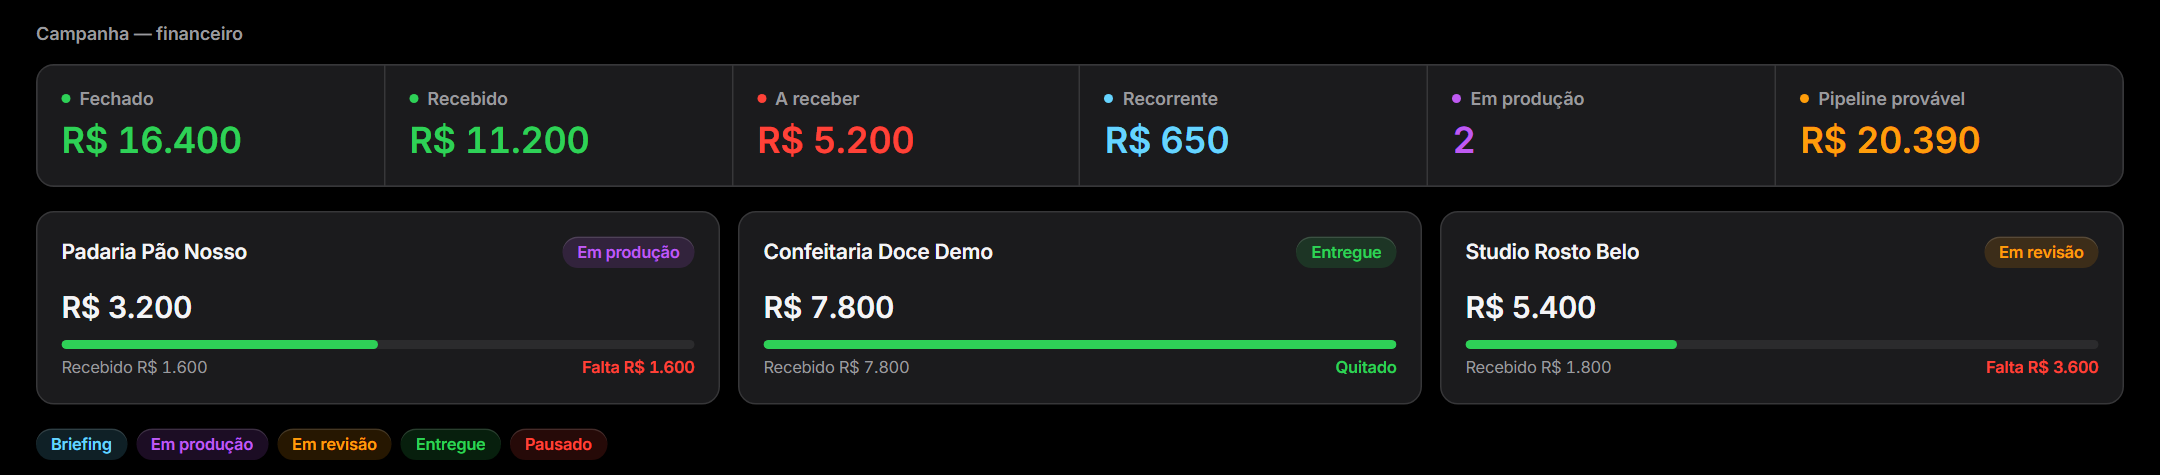 Campanha — financeiro
Fechado
R$ 16.400
Recebido
R$ 11.200
A receber
R$ 5.200
Recorrente
R$ 650
Em produção
2
Pipeline provável
R$ 20.390
Padaria Pão Nosso
Em produção
R$ 3.200
Recebido R$ 1.600
Falta R$ 1.600
Confeitaria Doce Demo
Entregue
R$ 7.800
Recebido R$ 7.800
Quitado
Studio Rosto Belo
Em revisão
R$ 5.400
Recebido R$ 1.800
Falta R$ 3.600
Briefing
Em produção
Em revisão
Entregue
Pausado